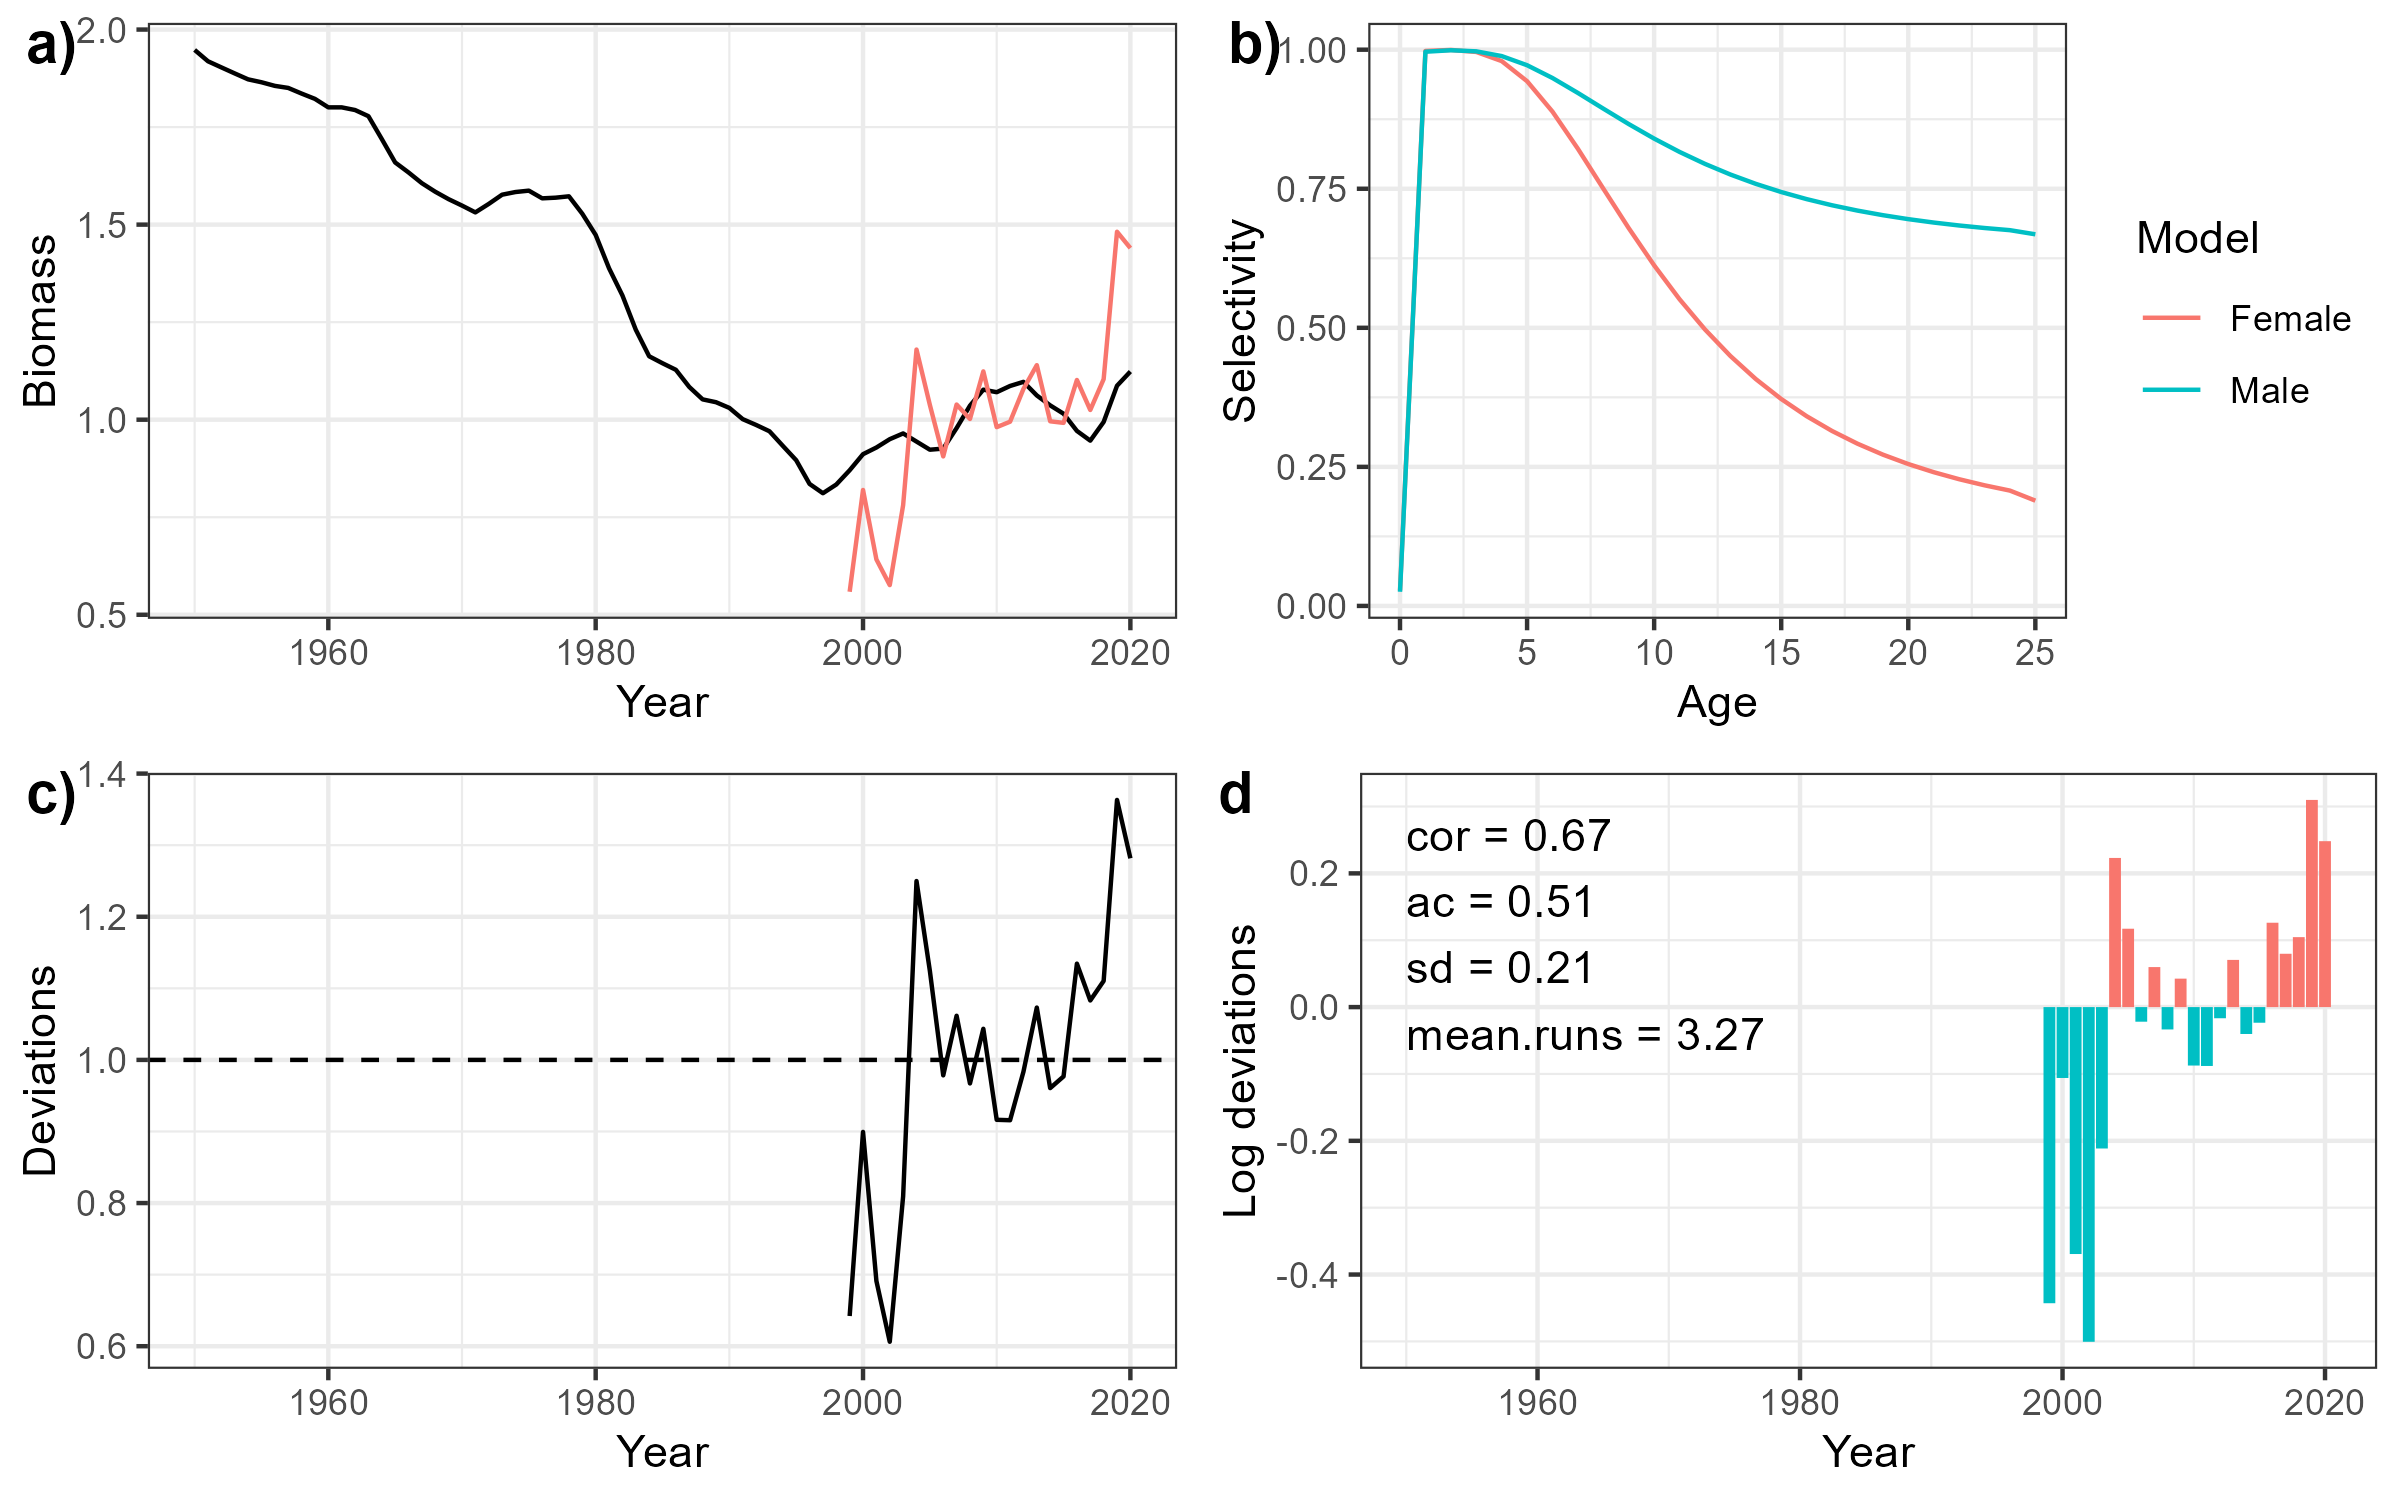 a)
2.0
1.5
1.0
0.5
Biomass
1960 1980 2000 2020
Year
b)
1.00
0.75
0.50
0.25
0.00
Selectivity
0 5 10 15 20 25
Age
Model
Female
Male
c)
1.4
1.2
1.0
0.8
0.6
Deviations
1960 1980 2000 2020
Year
d
cor = 0.67
ac = 0.51
sd = 0.21
mean.runs = 3.27
0.2
0.0
-0.2
-0.4
Log deviations
1960 1980 2000 2020
Year